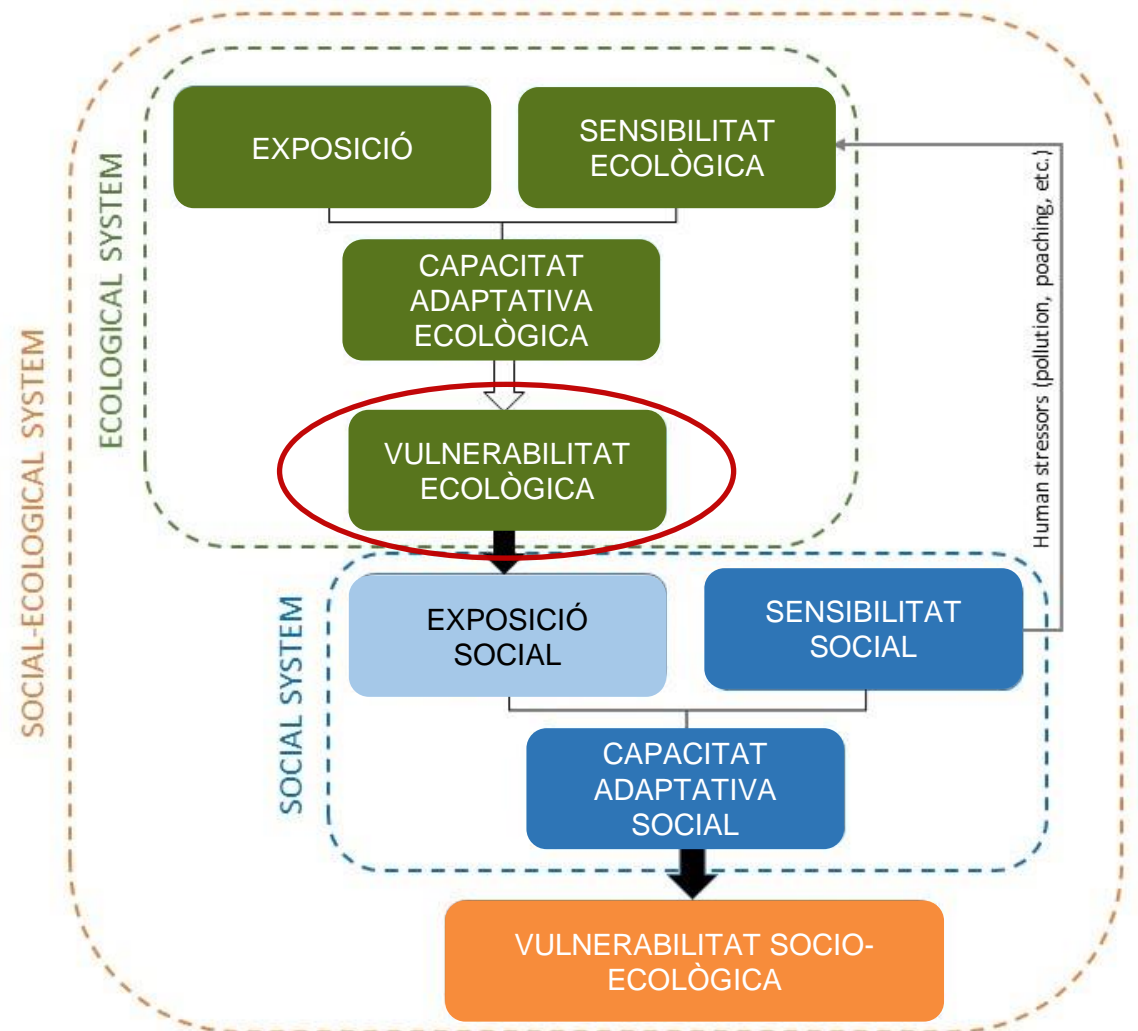 SOCIAL-ECOLOGICAL SYSTEM
ECOLOGICAL SYSTEM
EXPOSICIÓ
SENSIBILITAT
ECOLÒGICA
CAPACITAT
ADAPTATIVA
ECOLÒGICA
VULNERABILITAT
ECOLÒGICA
Human stressors (pollution, poaching, etc.)
SOCIAL SYSTEM
EXPOSICIÓ
SOCIAL
SENSIBILITAT
SOCIAL
CAPACITAT
ADAPTATIVA
SOCIAL
VULNERABILITAT SOCIO-
ECOLÒGICA